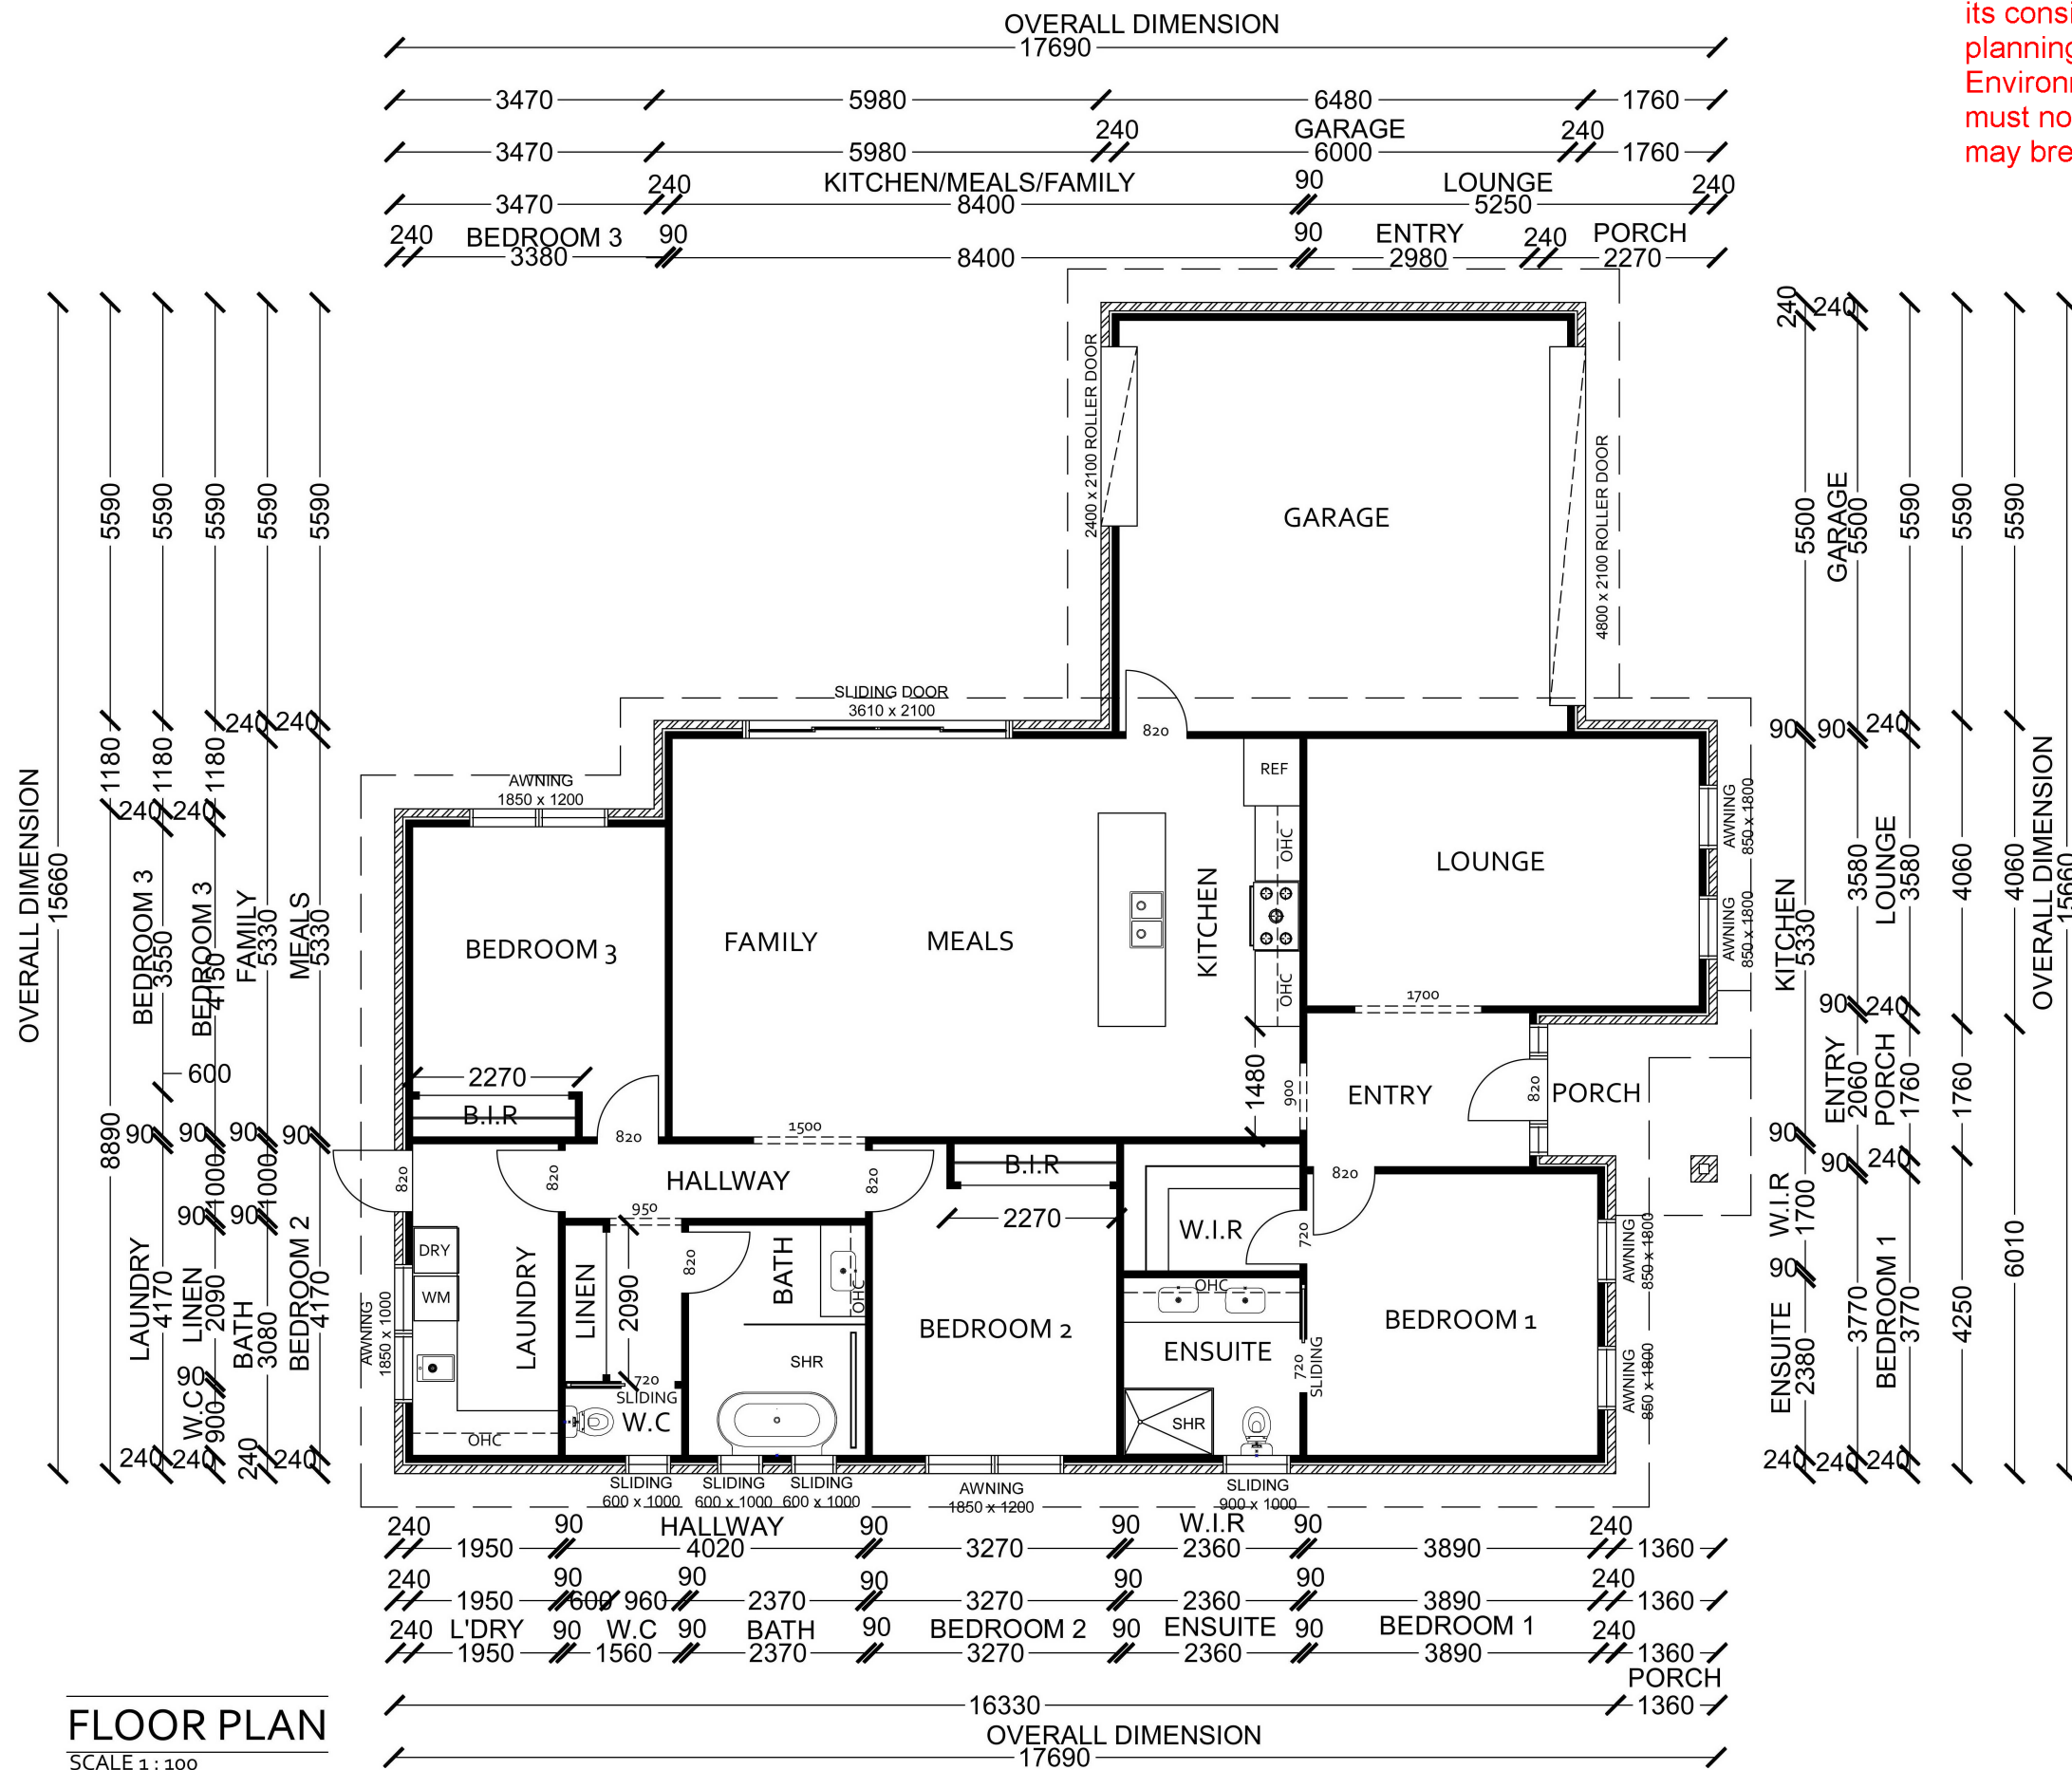 its consi
planning
Environ
must no
may bre
OVERALL DIMENSION
17690
3470 5980 6480 1760
240 GARAGE 240
3470 5980 6000 1760
240 KITCHEN/MEALS/FAMILY 90 LOUNGE 240
3470 8400 5250
240 BEDROOM 3 90 90 ENTRY 240 PORCH
3380 8400 2980 2270
OVERALL DIMENSION
15660
5590 1180 8890
5590 1180 240 BEDROOM 3 3550 600 90 LAUNDRY 4170 240
5590 1180 240 BEDROOM 3 4150 90 1000 90 LINEN 2090 90 W.C 900 240
5590 240 FAMILY 5330 90 1000 90 BATH 3080 240
5590 240 MEALS 5330 90 BEDROOM 2 4170 240
2400 x 2100 ROLLER DOOR
GARAGE
4800 x 2100 ROLLER DOOR
SLIDING DOOR
3610 x 2100
820
AWNING
1850 x 1200
REF
OHC
OHC
KITCHEN
LOUNGE
AWNING
850 x 1800
AWNING
850 x 1800
BEDROOM 3
FAMILY
MEALS
1700
2270
B.I.R
820
1500
1480
900
ENTRY
820
PORCH
820
820
HALLWAY
820
B.I.R
2270
820
950
DRY
WM
LAUNDRY
LINEN
2090
820
BATH
OHC
SHR
W.I.R
720
OHC
ENSUITE
720
SLIDING
SHR
BEDROOM 2
BEDROOM 1
AWNING
850 x 1800
AWNING
850 x 1800
AWNING
1850 x 1000
OHC
720
SLIDING
W.C
SLIDING
600 x 1000
SLIDING
600 x 1000
SLIDING
600 x 1000
AWNING
1850 x 1200
SLIDING
900 x 1000
240 5500 90 KITCHEN 5330 90 W.I.R 1700 90 ENSUITE 2380 240
240 GARAGE 5500 90 3580 90 ENTRY 2060 90 3770 240
5590 240 LOUNGE 3580 240 PORCH 1760 240 BEDROOM 1 3770 240
5590 4060 1760 4250
5590 4060 6010
OVERALL DIMENSION
15660
240 90 HALLWAY 90 90 W.I.R 90 240
1950 4020 3270 2360 3890 1360
240 90 90 90 90 90 240
1950 600 960 2370 3270 2360 3890 1360
240 L'DRY 90 W.C 90 BATH 90 BEDROOM 2 90 ENSUITE 90 BEDROOM 1 240
1950 1560 2370 3270 2360 3890 1360
PORCH
16330 1360
OVERALL DIMENSION
17690
FLOOR PLAN
SCALE 1 : 100